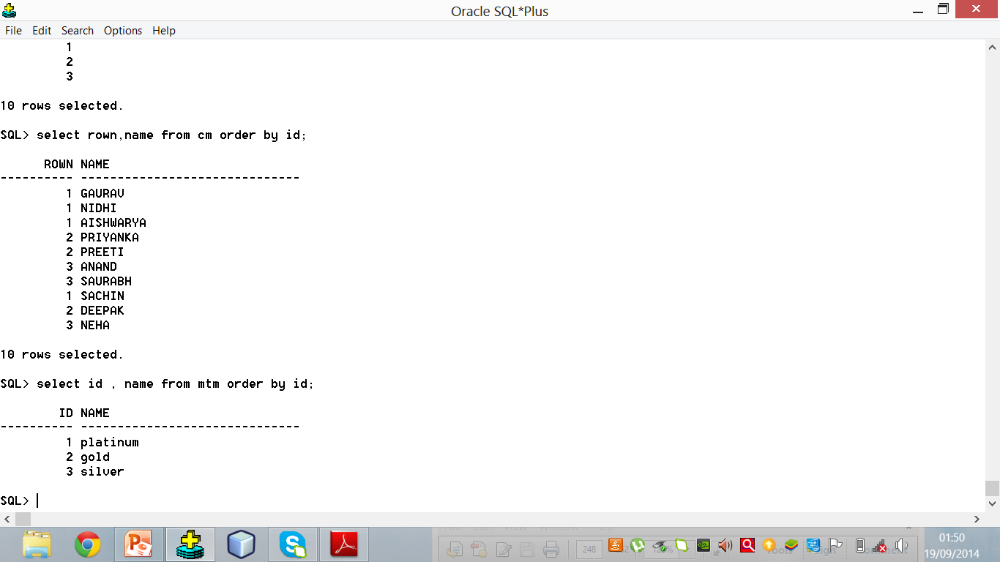 Oracle SQL*Plus
File Edit Search Options Help
1
2
3
10 rows selected.
SQL> select rown,name from cm order by id;
ROWN NAME
---------- ------------------------------
1 GAURAV
1 NIDHI
1 AISHWARYA
2 PRIYANKA
2 PREETI
3 ANAND
3 SAURABH
1 SACHIN
2 DEEPAK
3 NEHA
10 rows selected.
SQL> select id , name from mtm order by id;
ID NAME
---------- ------------------------------
1 platinum
2 gold
3 silver
SQL>
248
01:50
19/09/2014